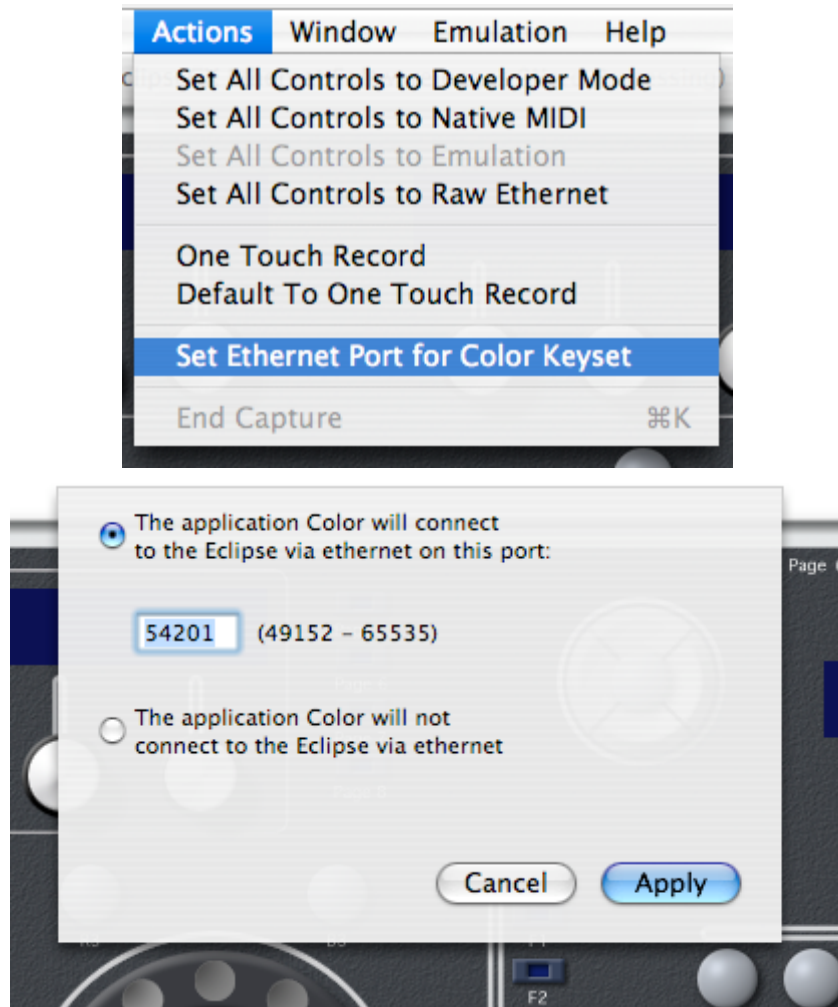 Actions Window Emulation Help
Set All Controls to Developer Mode
Set All Controls to Native MIDI
Set All Controls to Emulation
Set All Controls to Raw Ethernet
One Touch Record
Default To One Touch Record
Set Ethernet Port for Color Keyset
End Capture ⌘K
The application Color will connect
to the Eclipse via ethernet on this port:
Page
54201 (49152 – 65535)
The application Color will not
connect to the Eclipse via ethernet
Cancel Apply
F2